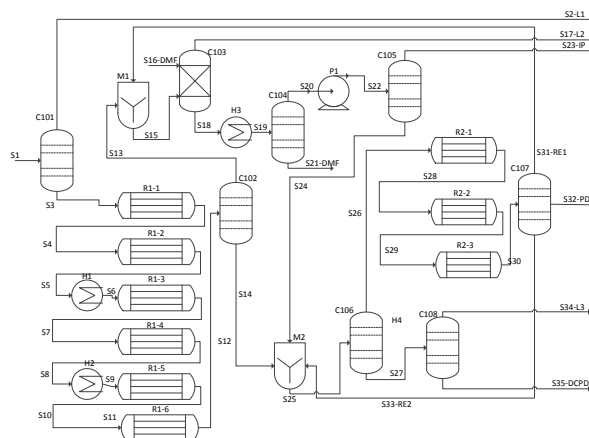 S2-L1
S17-L2
S23-IP
C103
C105
S16-DMF
M1
P1
C104
S20
S22
C101
H3
S15
S18
S19
R2-1
S1
S13
S21-DMF
S31-RE1
C107
S28
C102
S24
S3
R1-1
R2-2
S32-PD
S26
S4
R1-2
S29
R2-3
S30
S5
H1
S6
R1-3
S14
C106
H4
C108
S34-L3
S7
R1-4
S12
M2
S8
H2
S9
R1-5
S27
S35-DCPD
S25
S33-RE2
S10
S11
R1-6